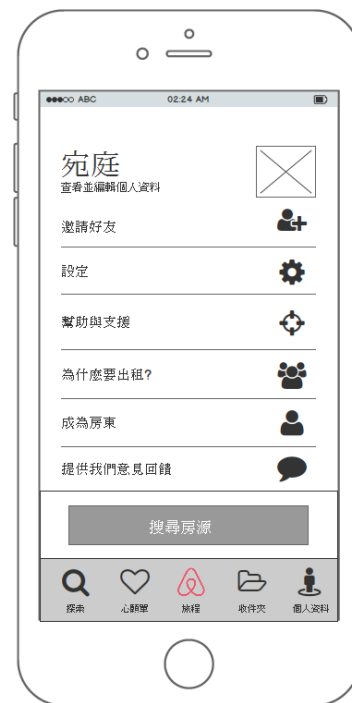 ABC 02:24 AM
宛庭
查看並編輯個人資料
邀請好友
設定
幫助與支援
為什麼要出租?
成為房東
提供我們意見回饋
搜尋房源
探索 心願單 旅程 收件夾 個人資料